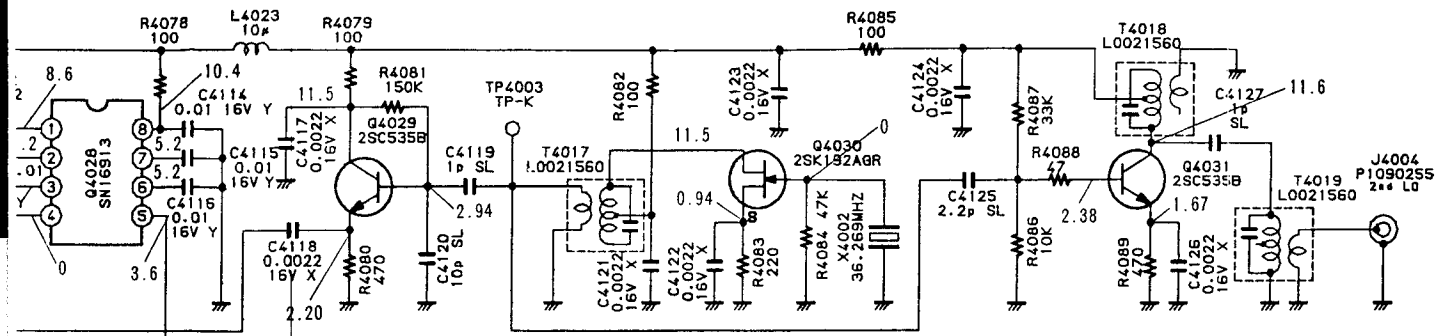 R4078
100
L4023
10μ
R4079
100
R4085
100
T4018
L0021560
8.6
10.4
C4114
0.01 16V Y
11.5
R4081
150K
Q4029
2SC535B
C4117
0.0022
16V X
TP4003
TP-K
R4082
100
C4123
0.0022
16V X
C4124
0.0022
16V X
R4087
33K
C4127
1p
SL
11.6
1
2
3
4
8
7
6
5
Q4028
SN16913
5.2
5.2
C4115
0.01
16V Y
C4116
0.01
16V Y
0
3.6
C4119
1p SL
2.94
T4017
L0021560
11.5
Q4030
2SK192AGR
0
0.94
S
R4088
47
Q4031
2SC535B
T4019
L0021560
J4004
P1090255
2nd LO
C4125
2.2p SL
2.38
1.67
C4118
0.0022
16V X
R4080
470
C4120
10p SL
2.20
C4121
0.0022
16V X
C4122
0.0022
16V X
R4083
220
R4084 47K
X4002
36.269MHZ
R4086
10K
R4089
470
C4126
0.0022
16V X